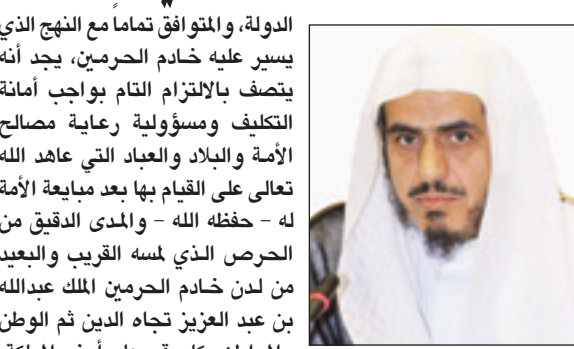 الدولة، والمتوافق تماماً مع النهج الذي
يسير عليه خادم الحرمين، يجد أنه
يتصف بالالتزام التام بواجب أمانة
التكليف ومسؤولية رعاية مصالح
الأمة والبلاد والعباد التي عاهد الله
تعالى على القيام بها بعد مبايعة الأمة
له - حفظه الله - والمدى الدقيق من
الحرص الذي لمسه القريب والبعيد
من لدن خادم الحرمين الملك عبدالله
بن عبد العزيز تجاه الدين ثم الوطن